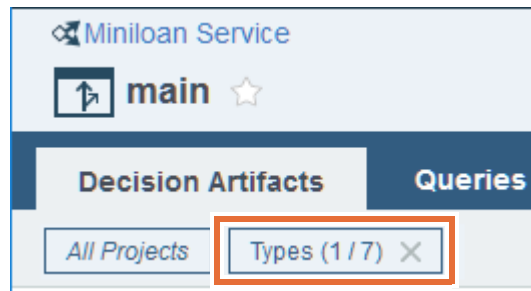 Miniloan Service
main
Decision Artifacts Queries
All Projects Types (1 / 7)